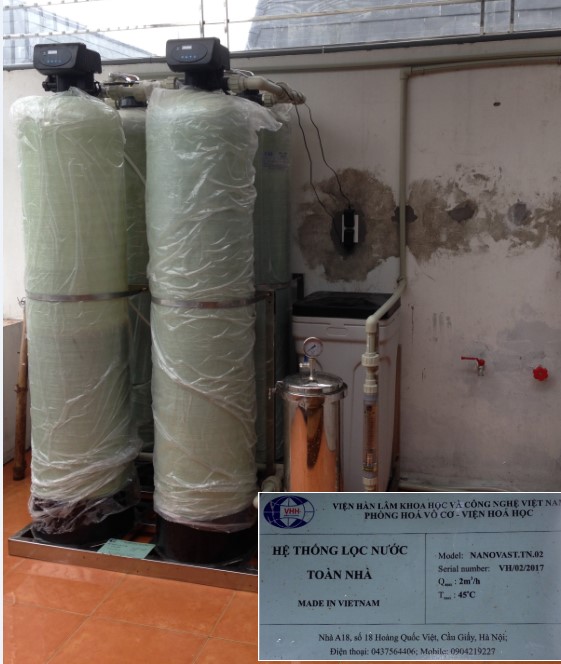 VHH
VIỆN HÀN LÂM KHOA HỌC VÀ CÔNG NGHỆ VIỆT NAM
PHÒNG HOÁ VÔ CƠ - VIỆN HOÁ HỌC
HỆ THỐNG LỌC NƯỚC
TOÀN NHÀ
MADE IN VIETNAM
Model: NANOVAST.TN.02
Serial number: VH/02/2017
Qmax : 2m³/h
Tmax : 45°C
Nhà A18, số 18 Hoàng Quốc Việt, Cầu Giấy, Hà Nội;
Điện thoại: 0437564406; Mobile: 0904219227